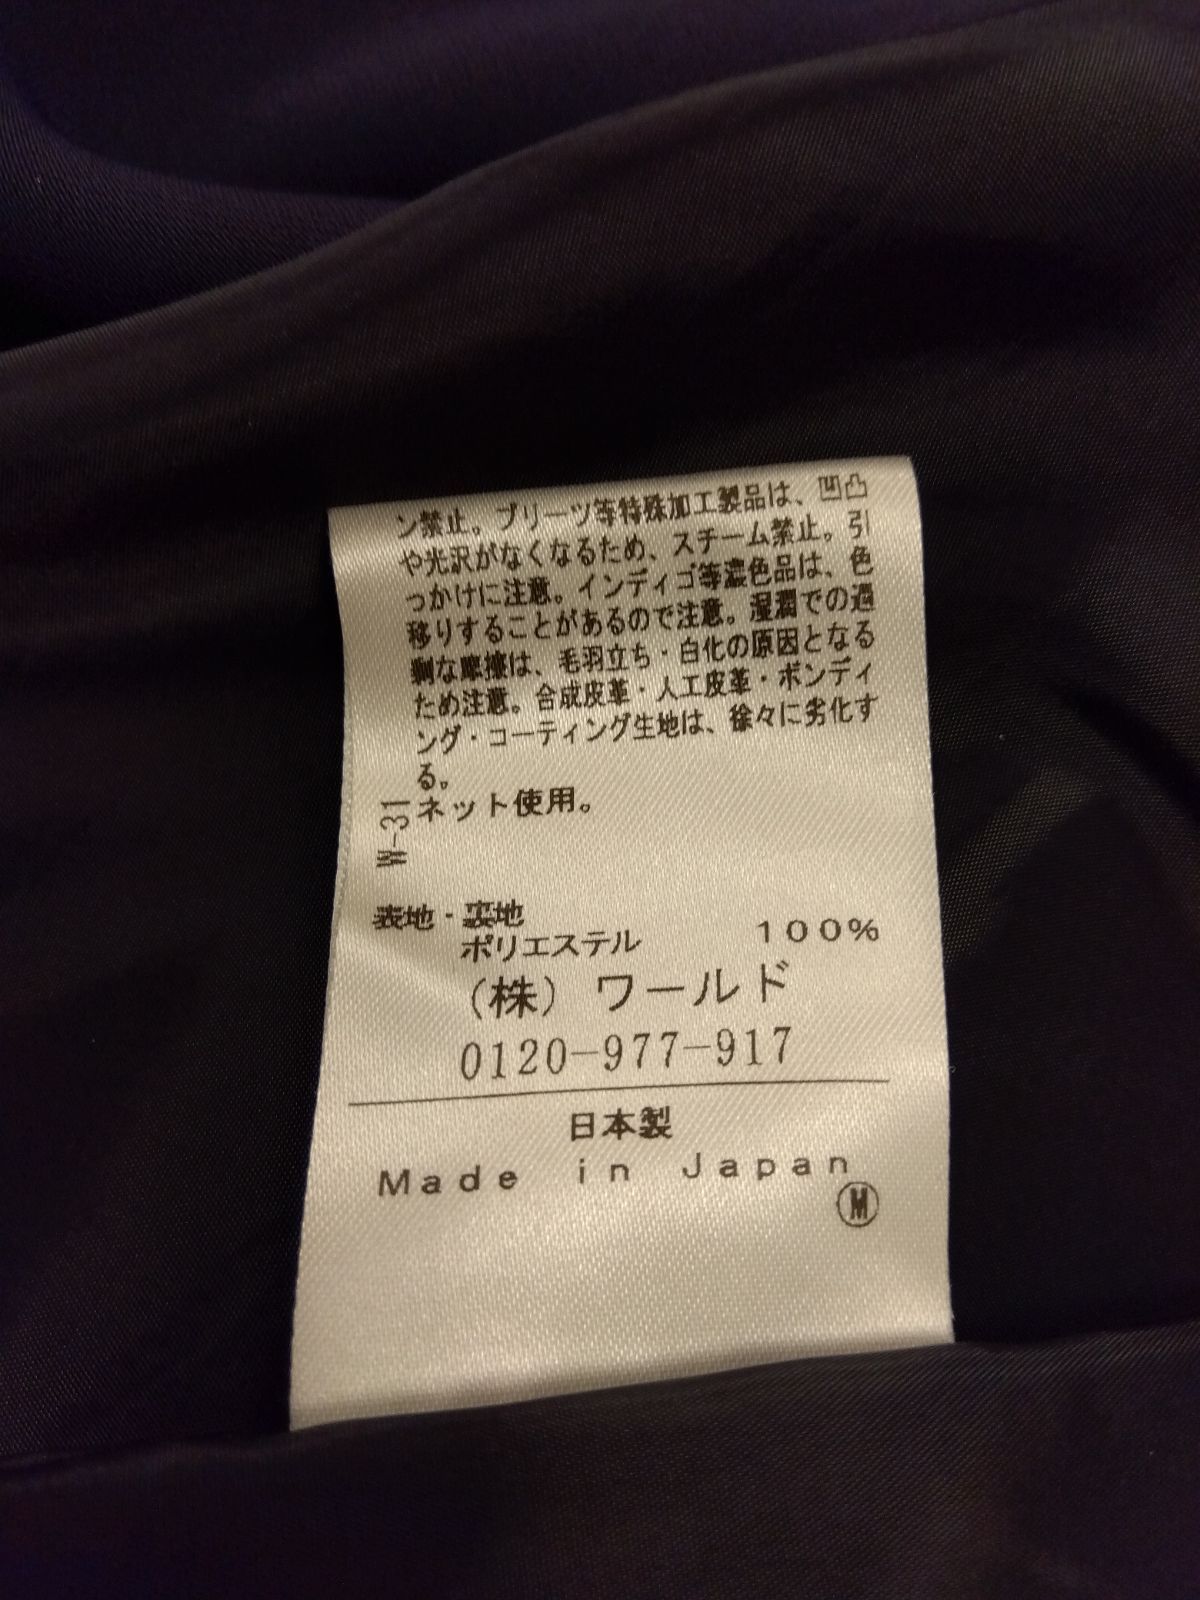 ン禁止。プリーツ等特殊加工製品は、凹凸
や光沢がなくなるため、スチーム禁止。引
っかけに注意。インディゴ等濃色品は、色
移りすることがあるので注意。湿潤での過
剰な摩擦は、毛羽立ち・白化の原因となる
ため注意。合成皮革・人工皮革・ボンディ
ング・コーティング生地は、徐々に劣化す
る。
ネット使用。
W-31
表地・裏地
ポリエステル 100%
(株) ワールド
0120-977-917
日本製
Made in Japan
Ⓜ